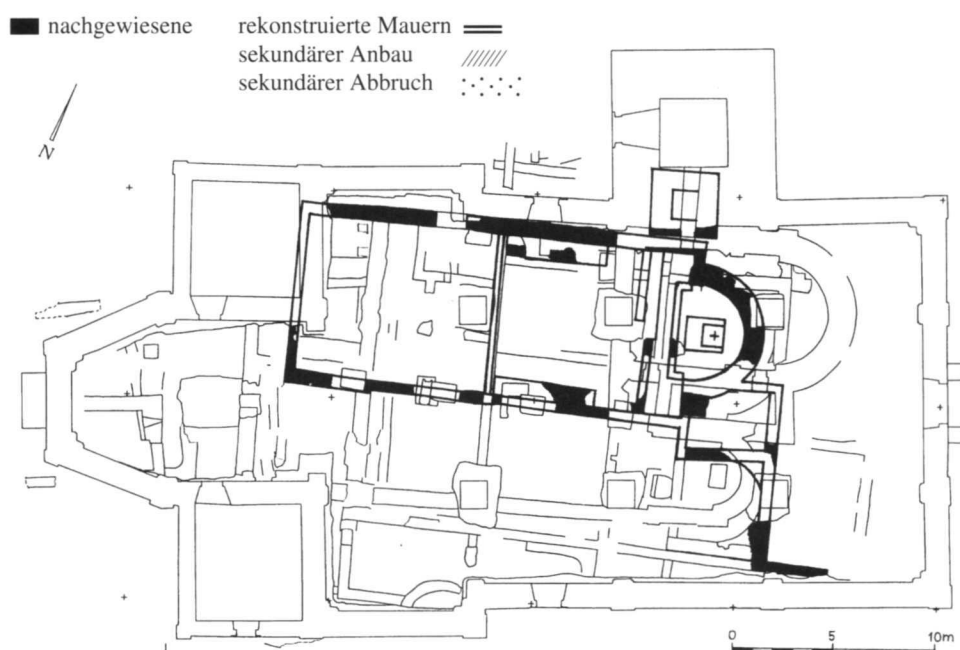 nachgewiesene rekonstruierte Mauern
sekundärer Anbau
sekundärer Abbruch
N
0 5 10m